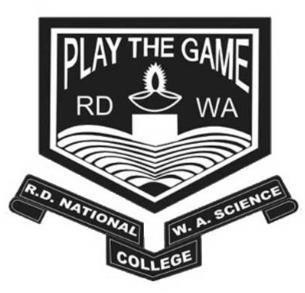 PLAY THE GAME
RD WA
R.D. NATIONAL
COLLEGE
W. A. SCIENCE